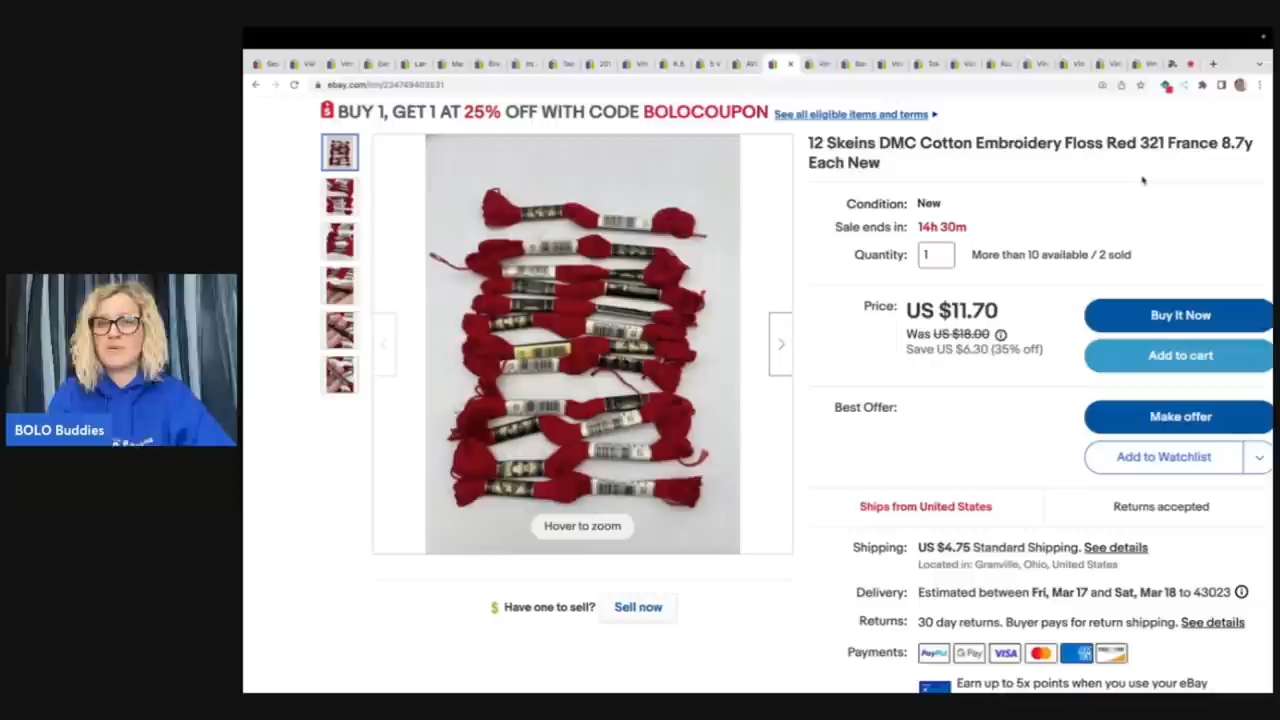 ebay.com/itm/234749403531
BUY 1, GET 1 AT 25% OFF WITH CODE BOLOCOUPON See all eligible items and terms
12 Skeins DMC Cotton Embroidery Floss Red 321 France 8.7y
Each New
Condition: New
Sale ends in: 14h 30m
Quantity: 1 More than 10 available / 2 sold
Price: US $11.70
Was US $18.00
Save US $6.30 (35% off)
Buy It Now
Add to cart
Best Offer:
Make offer
Add to Watchlist
Ships from United States
Returns accepted
Hover to zoom
Shipping: US $4.75 Standard Shipping. See details
Located in: Granville, Ohio, United States
Delivery: Estimated between Fri, Mar 17 and Sat, Mar 18 to 43023
Returns: 30 day returns. Buyer pays for return shipping. See details
Payments: PayPal G Pay VISA
Earn up to 5x points when you use your eBay
$ Have one to sell? Sell now
BOLO Buddies